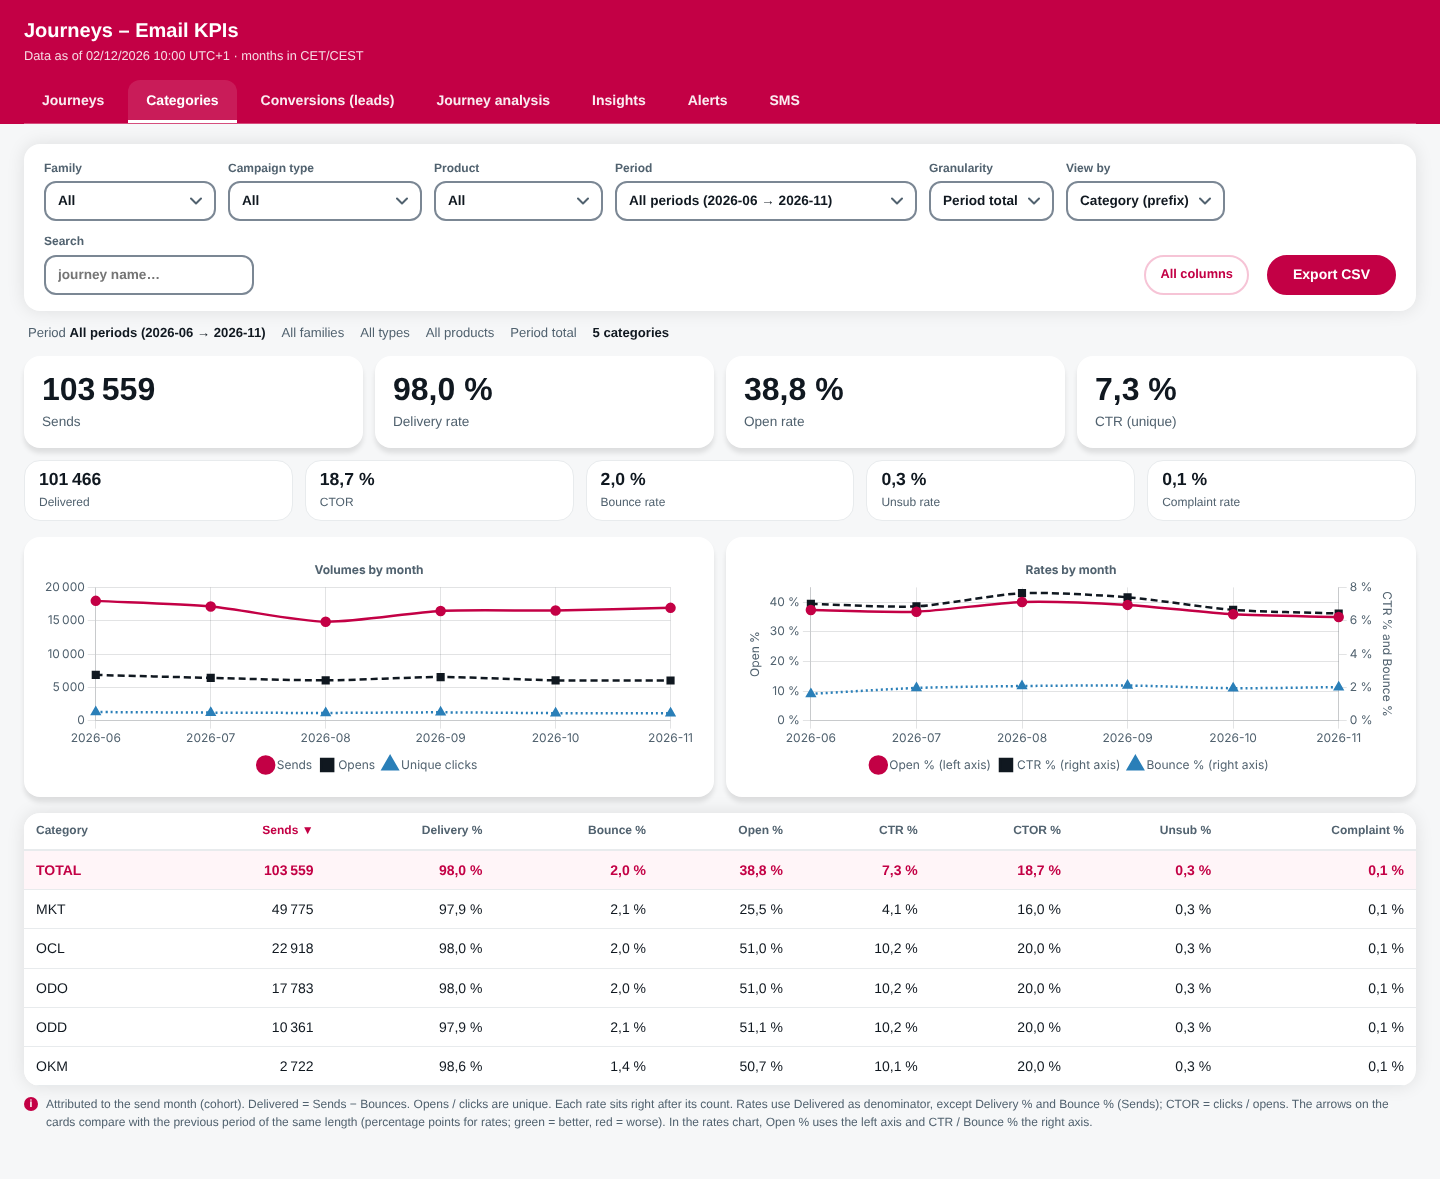 Journeys – Email KPIs
Data as of 02/12/2026 10:00 UTC+1 · months in CET/CEST
Journeys Categories Conversions (leads) Journey analysis Insights Alerts SMS
Family Campaign type Product Period Granularity View by
All All All All periods (2026-06 → 2026-11) Period total Category (prefix)
Search
journey name… All columns Export CSV
Period All periods (2026-06 → 2026-11) All families All types All products Period total 5 categories
103 559 98,0 % 38,8 % 7,3 %
Sends Delivery rate Open rate CTR (unique)
101 466 18,7 % 2,0 % 0,3 % 0,1 %
Delivered CTOR Bounce rate Unsub rate Complaint rate
Volumes by month
20 000
15 000
10 000
5 000
0
2026-06 2026-07 2026-08 2026-09 2026-10 2026-11
Sends Opens Unique clicks
Rates by month
Open %
40 %
30 %
20 %
10 %
0 %
8 %
6 %
4 %
2 %
0 %
CTR % and Bounce %
2026-06 2026-07 2026-08 2026-09 2026-10 2026-11
Open % (left axis) CTR % (right axis) Bounce % (right axis)
Category Sends ▼ Delivery % Bounce % Open % CTR % CTOR % Unsub % Complaint %
TOTAL 103 559 98,0 % 2,0 % 38,8 % 7,3 % 18,7 % 0,3 % 0,1 %
MKT 49 775 97,9 % 2,1 % 25,5 % 4,1 % 16,0 % 0,3 % 0,1 %
OCL 22 918 98,0 % 2,0 % 51,0 % 10,2 % 20,0 % 0,3 % 0,1 %
ODO 17 783 98,0 % 2,0 % 51,0 % 10,2 % 20,0 % 0,3 % 0,1 %
ODD 10 361 97,9 % 2,1 % 51,1 % 10,2 % 20,0 % 0,3 % 0,1 %
OKM 2 722 98,6 % 1,4 % 50,7 % 10,1 % 20,0 % 0,3 % 0,1 %
i Attributed to the send month (cohort). Delivered = Sends − Bounces. Opens / clicks are unique. Each rate sits right after its count. Rates use Delivered as denominator, except Delivery % and Bounce % (Sends); CTOR = clicks / opens. The arrows on the
cards compare with the previous period of the same length (percentage points for rates; green = better, red = worse). In the rates chart, Open % uses the left axis and CTR / Bounce % the right axis.